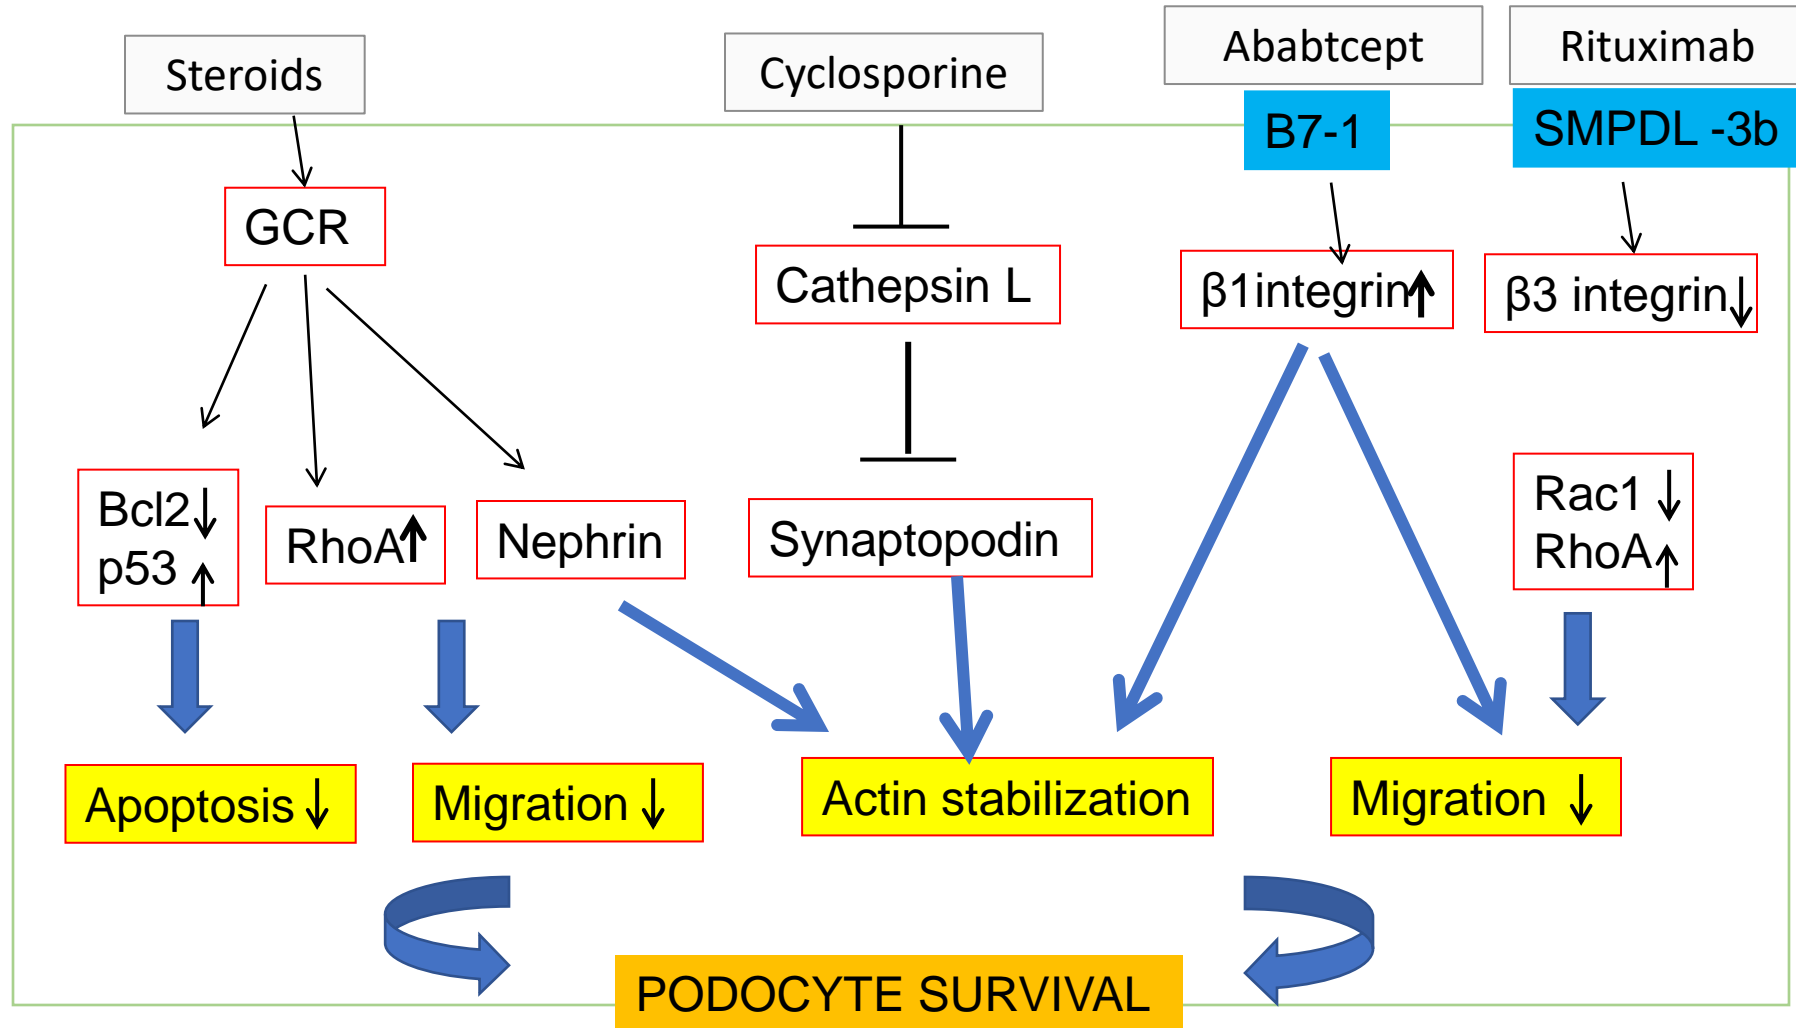 Steroids
Cyclosporine
Ababtcept
Rituximab
B7-1
SMPDL -3b
GCR
Cathepsin L
β1integrin↑
β3 integrin↓
Bcl2↓
p53 ↑
RhoA↑
Nephrin
Synaptopodin
Rac1 ↓
RhoA↑
Apoptosis ↓
Migration ↓
Actin stabilization
Migration ↓
PODOCYTE SURVIVAL